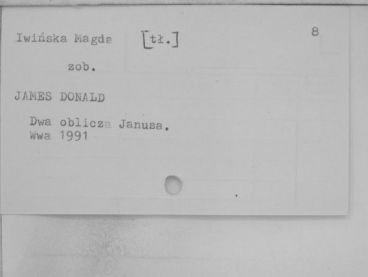 Iwińska Magda [tł.] 8
zob.
JAMES DONALD
Dwa oblicza Janusa.
Wwa 1991